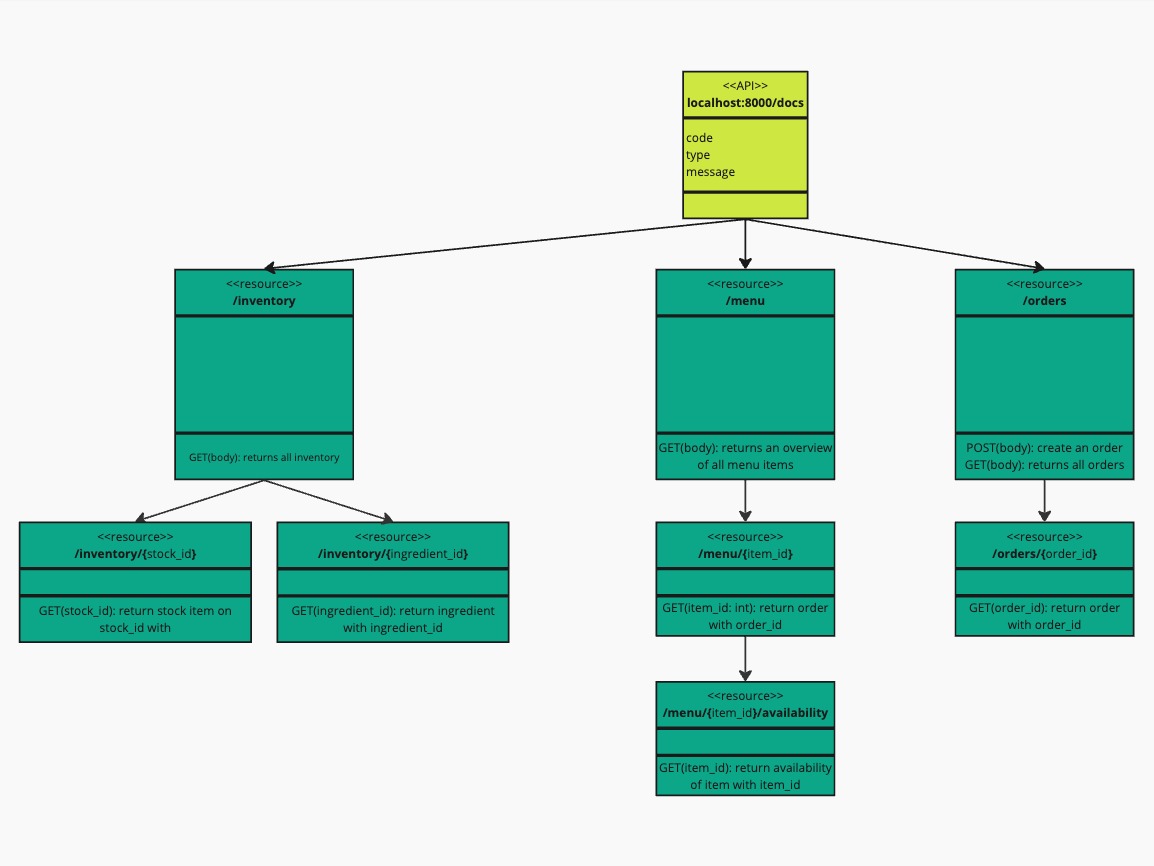 <<API>>
localhost:8000/docs
code
type
message
<<resource>>
/inventory
GET(body): returns all inventory
<<resource>>
/menu
GET(body): returns an overview
of all menu items
<<resource>>
/orders
POST(body): create an order
GET(body): returns all orders
<<resource>>
/inventory/{stock_id}
GET(stock_id): return stock item on
stock_id with
<<resource>>
/inventory/{ingredient_id}
GET(ingredient_id): return ingredient
with ingredient_id
<<resource>>
/menu/{item_id}
GET(item_id: int): return order
with order_id
<<resource>>
/orders/{order_id}
GET(order_id): return order
with order_id
<<resource>>
/menu/{item_id}/availability
GET(item_id): return availability
of item with item_id